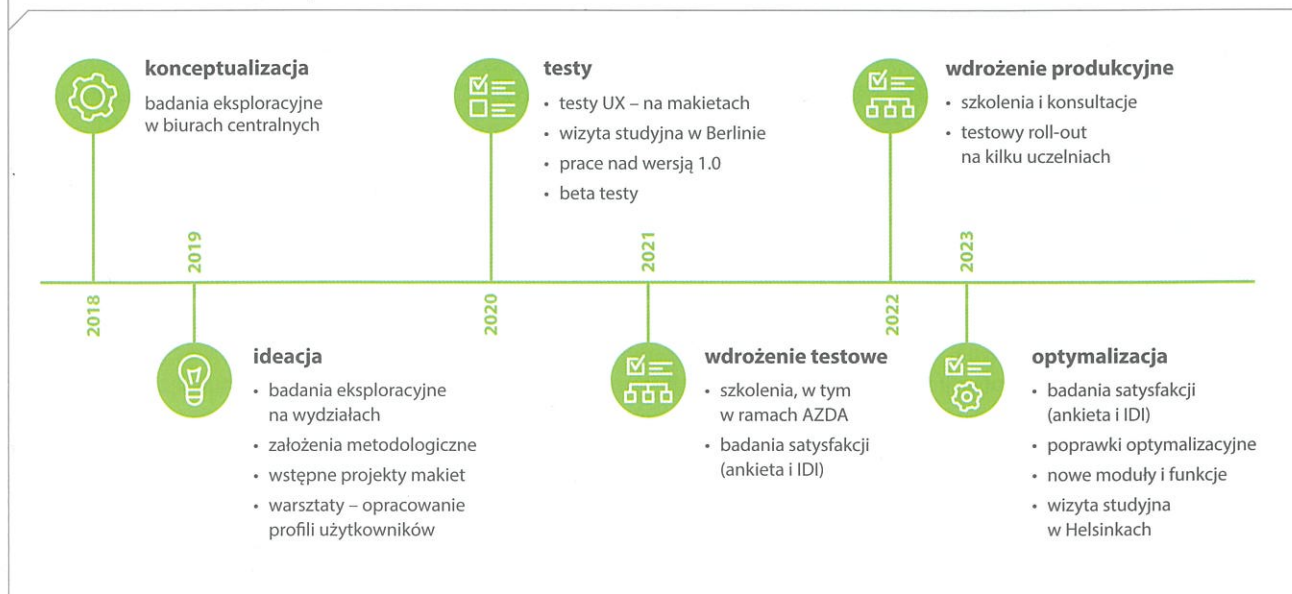 konceptualizacja
badania eksploracyjne
w biurach centralnych
2018
2019
ideacja
• badania eksploracyjne
na wydziałach
• założenia metodologiczne
• wstępne projekty makiet
• warsztaty – opracowanie
profili użytkowników
testy
• testy UX – na makietach
• wizyta studyjna w Berlinie
• prace nad wersją 1.0
• beta testy
2020
2021
wdrożenie testowe
• szkolenia, w tym
w ramach AZDA
• badania satysfakcji
(ankieta i IDI)
wdrożenie produkcyjne
• szkolenia i konsultacje
• testowy roll-out
na kilku uczelniach
2022
2023
optymalizacja
• badania satysfakcji
(ankieta i IDI)
• poprawki optymalizacyjne
• nowe moduły i funkcje
• wizyta studyjna
w Helsinkach